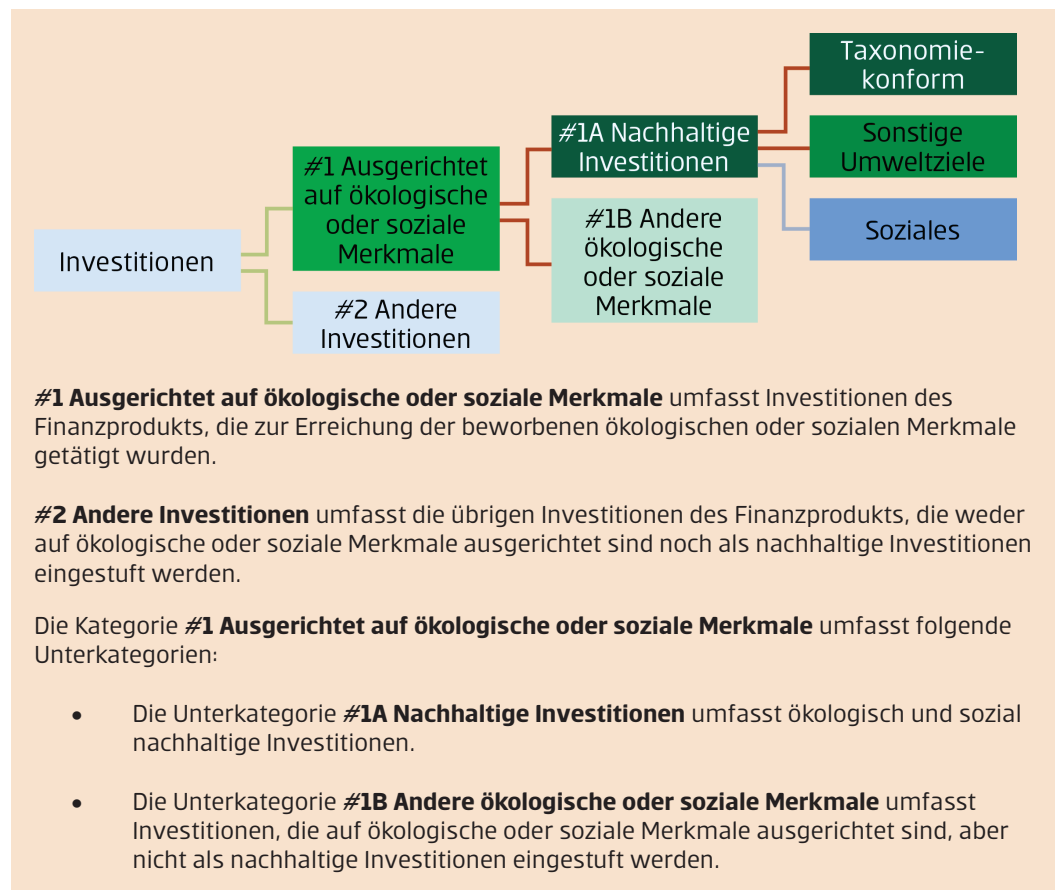 Taxonomie-
konform
#1A Nachhaltige
Investitionen
Sonstige
Umweltziele
#1 Ausgerichtet
auf ökologische
oder soziale
Merkmale
#1B Andere
ökologische
oder soziale
Merkmale
Soziales
Investitionen
#2 Andere
Investitionen
#1 Ausgerichtet auf ökologische oder soziale Merkmale umfasst Investitionen des
Finanzprodukts, die zur Erreichung der beworbenen ökologischen oder sozialen Merkmale
getätigt wurden.
#2 Andere Investitionen umfasst die übrigen Investitionen des Finanzprodukts, die weder
auf ökologische oder soziale Merkmale ausgerichtet sind noch als nachhaltige Investitionen
eingestuft werden.
Die Kategorie #1 Ausgerichtet auf ökologische oder soziale Merkmale umfasst folgende
Unterkategorien:
• Die Unterkategorie #1A Nachhaltige Investitionen umfasst ökologisch und sozial
nachhaltige Investitionen.
• Die Unterkategorie #1B Andere ökologische oder soziale Merkmale umfasst
Investitionen, die auf ökologische oder soziale Merkmale ausgerichtet sind, aber
nicht als nachhaltige Investitionen eingestuft werden.